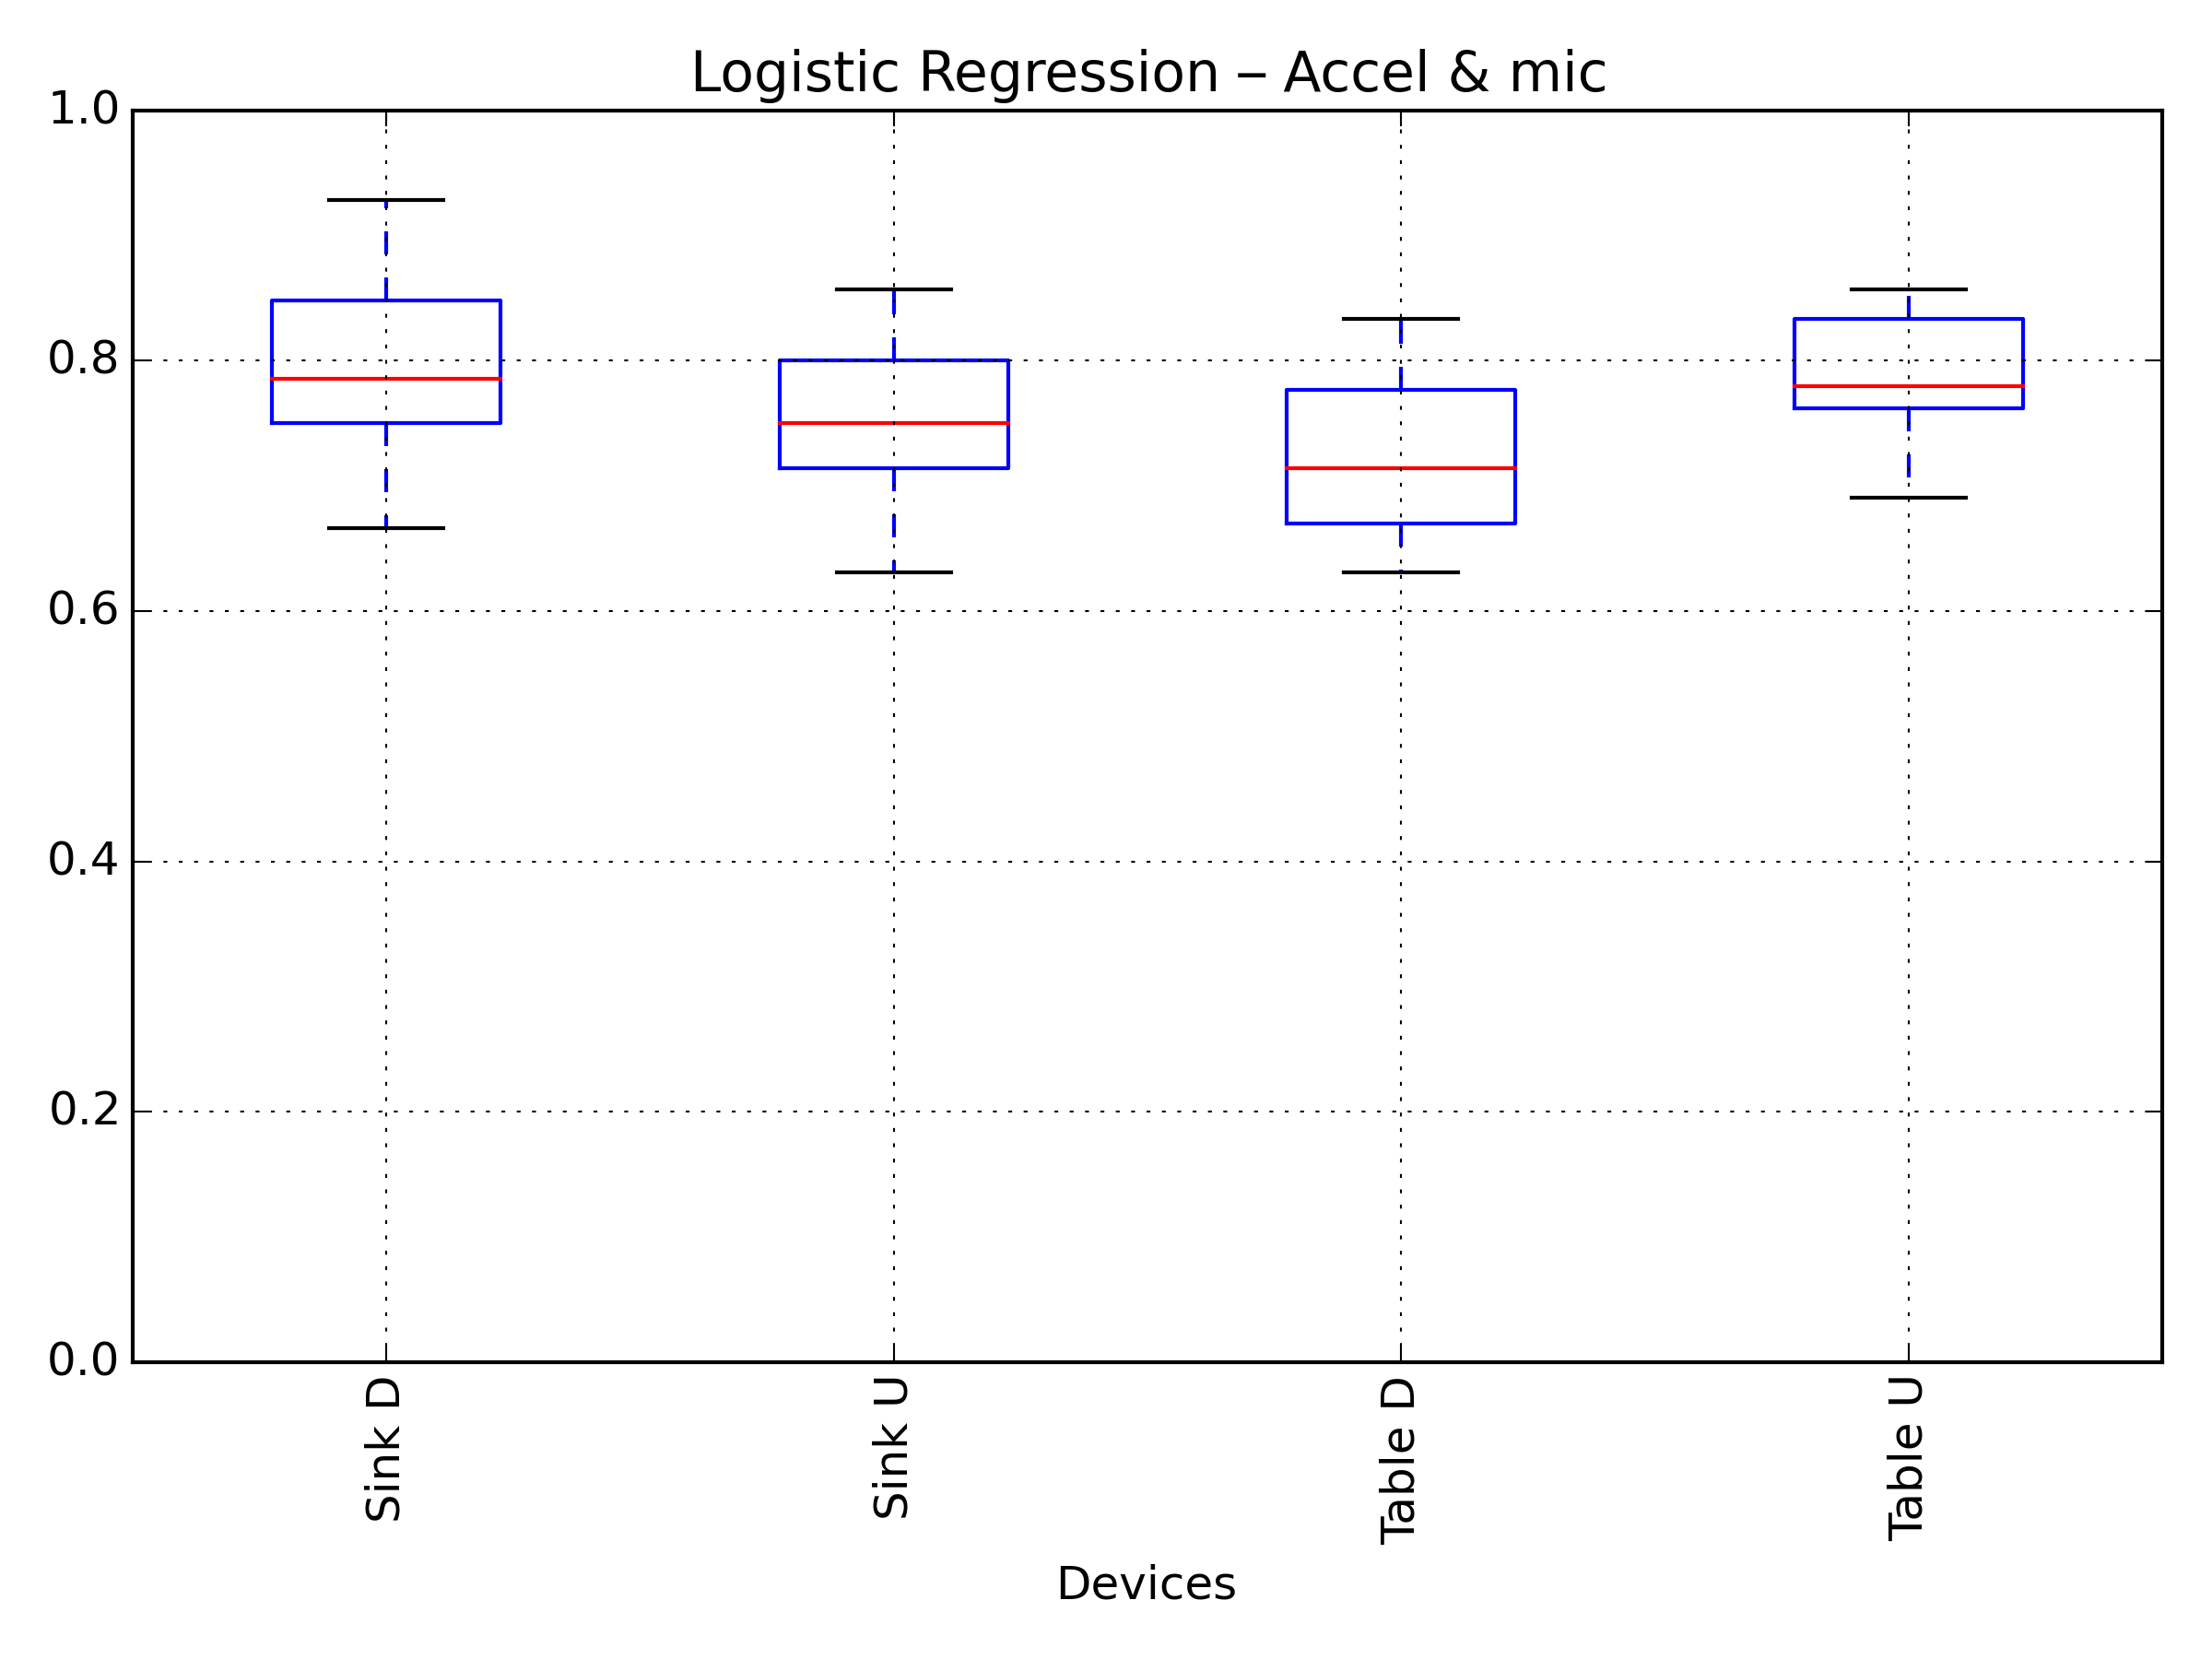 Logistic Regression – Accel & mic
1.0
0.8
0.6
0.4
0.2
0.0
Sink D
Sink U
Table D
Table U
Devices